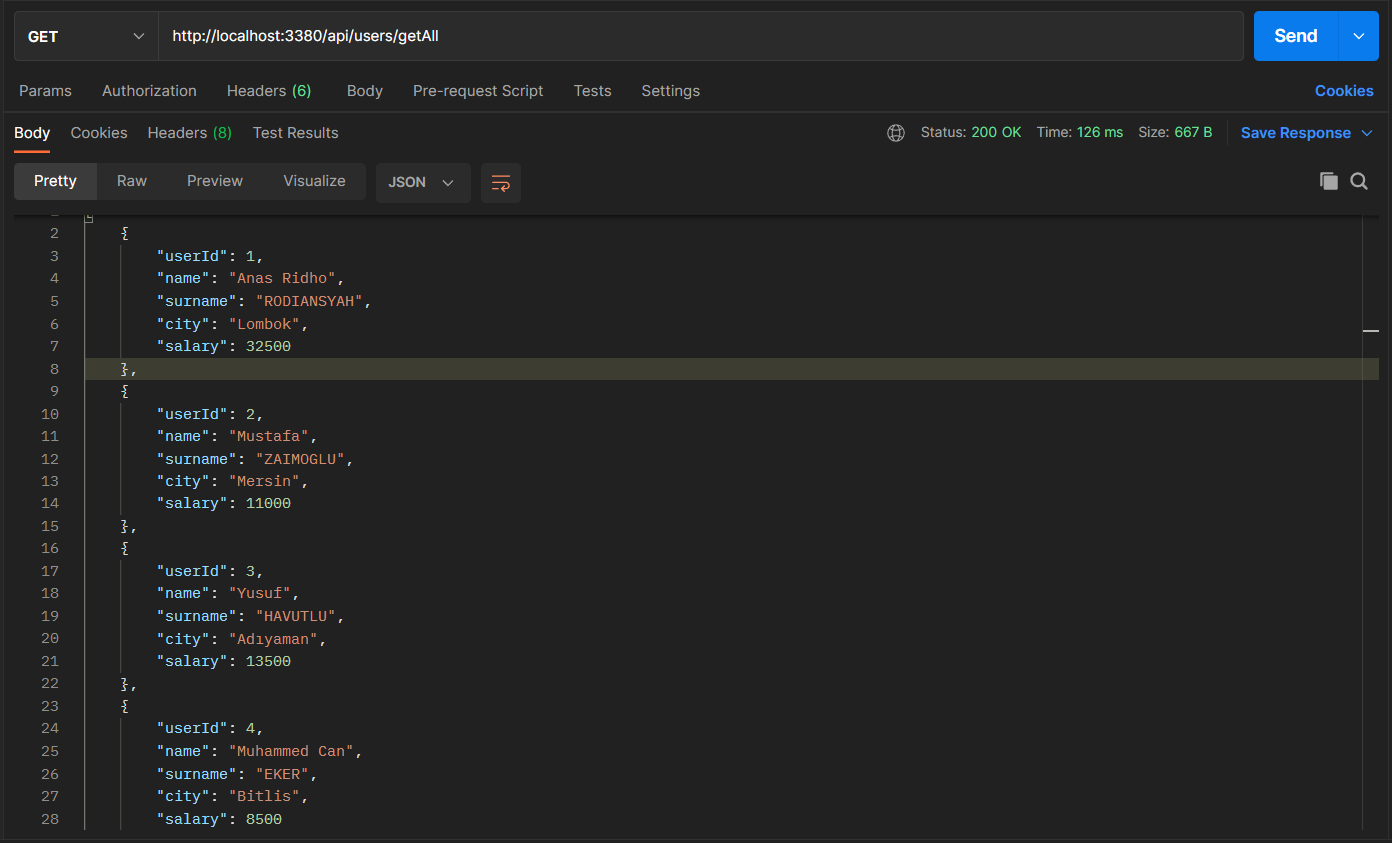 GET http://localhost:3380/api/users/getAll Send
Params Authorization Headers (6) Body Pre-request Script Tests Settings Cookies
Body Cookies Headers (8) Test Results Status: 200 OK Time: 126 ms Size: 667 B Save Response
Pretty Raw Preview Visualize JSON
2 {
3 "userId": 1,
4 "name": "Anas Ridho",
5 "surname": "RODIANSYAH",
6 "city": "Lombok",
7 "salary": 32500
8 },
9 {
10 "userId": 2,
11 "name": "Mustafa",
12 "surname": "ZAIMOGLU",
13 "city": "Mersin",
14 "salary": 11000
15 },
16 {
17 "userId": 3,
18 "name": "Yusuf",
19 "surname": "HAVUTLU",
20 "city": "Adıyaman",
21 "salary": 13500
22 },
23 {
24 "userId": 4,
25 "name": "Muhammed Can",
26 "surname": "EKER",
27 "city": "Bitlis",
28 "salary": 8500